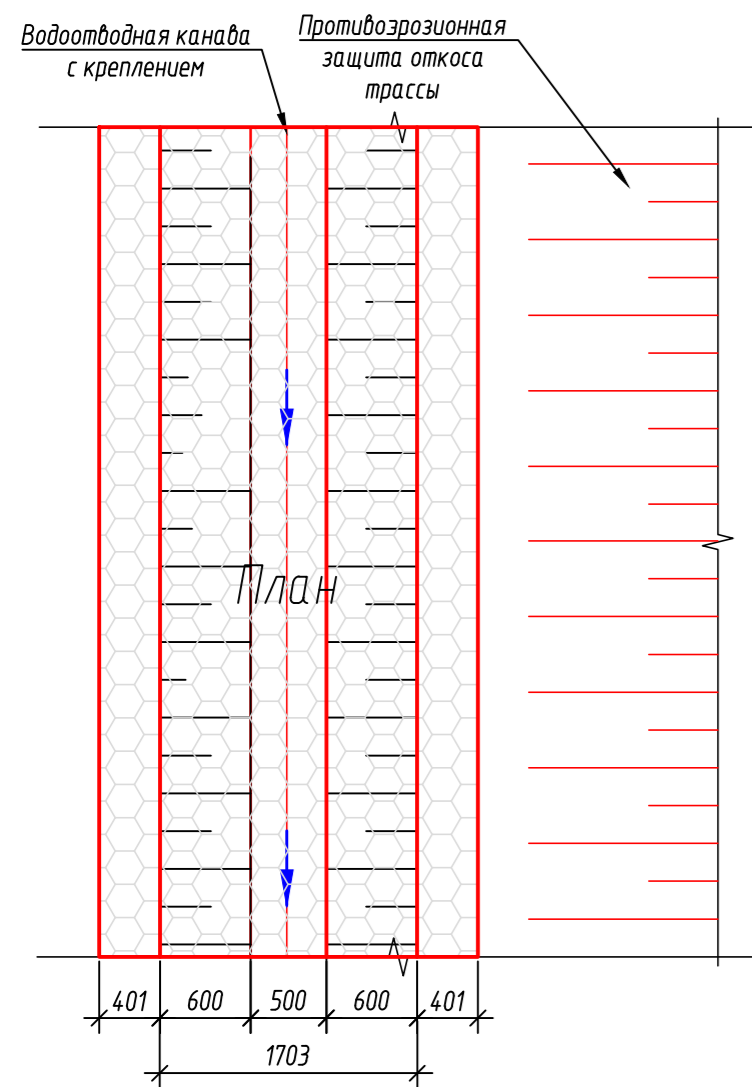 Водоотводная канава
с креплением
Противоэрозионная
защита откоса
трассы
План
401 600 500 600 401
1703